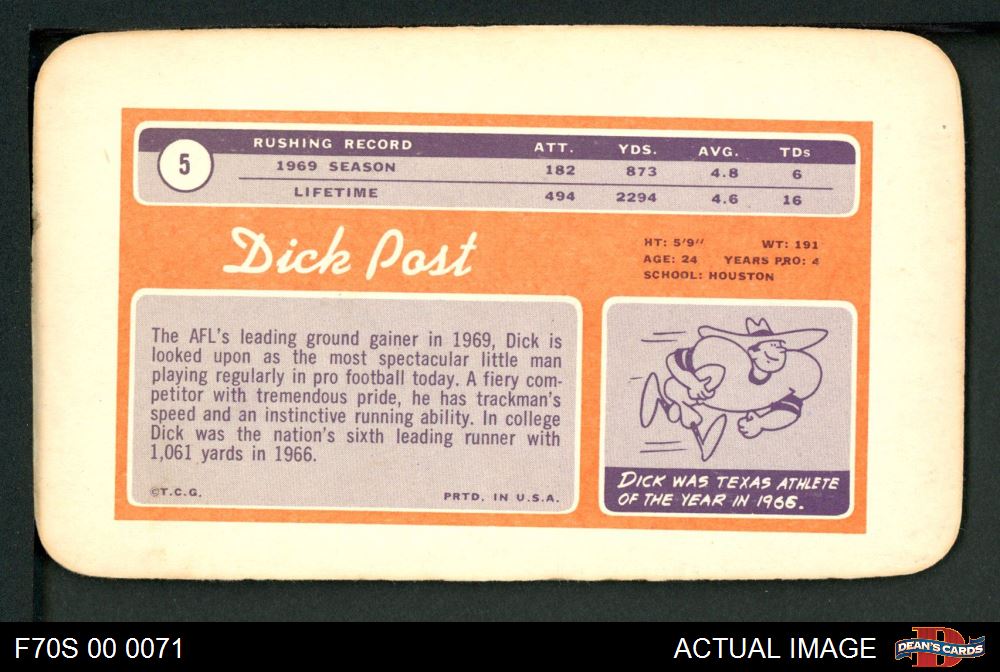 5
RUSHING RECORD ATT. YDS. AVG. TDs
1969 SEASON 182 873 4.8 6
LIFETIME 494 2294 4.6 16
Dick Post
HT: 5'9" WT: 191
AGE: 24 YEARS PRO: 4
SCHOOL: HOUSTON
The AFL's leading ground gainer in 1969, Dick is
looked upon as the most spectacular little man
playing regularly in pro football today. A fiery com-
petitor with tremendous pride, he has trackman's
speed and an instinctive running ability. In college
Dick was the nation's sixth leading runner with
1,061 yards in 1966.
©T.C.G. PRTD. IN U.S.A.
DICK WAS TEXAS ATHLETE
OF THE YEAR IN 1966.
F70S 00 0071
ACTUAL IMAGE
D
DEAN'S CARDS